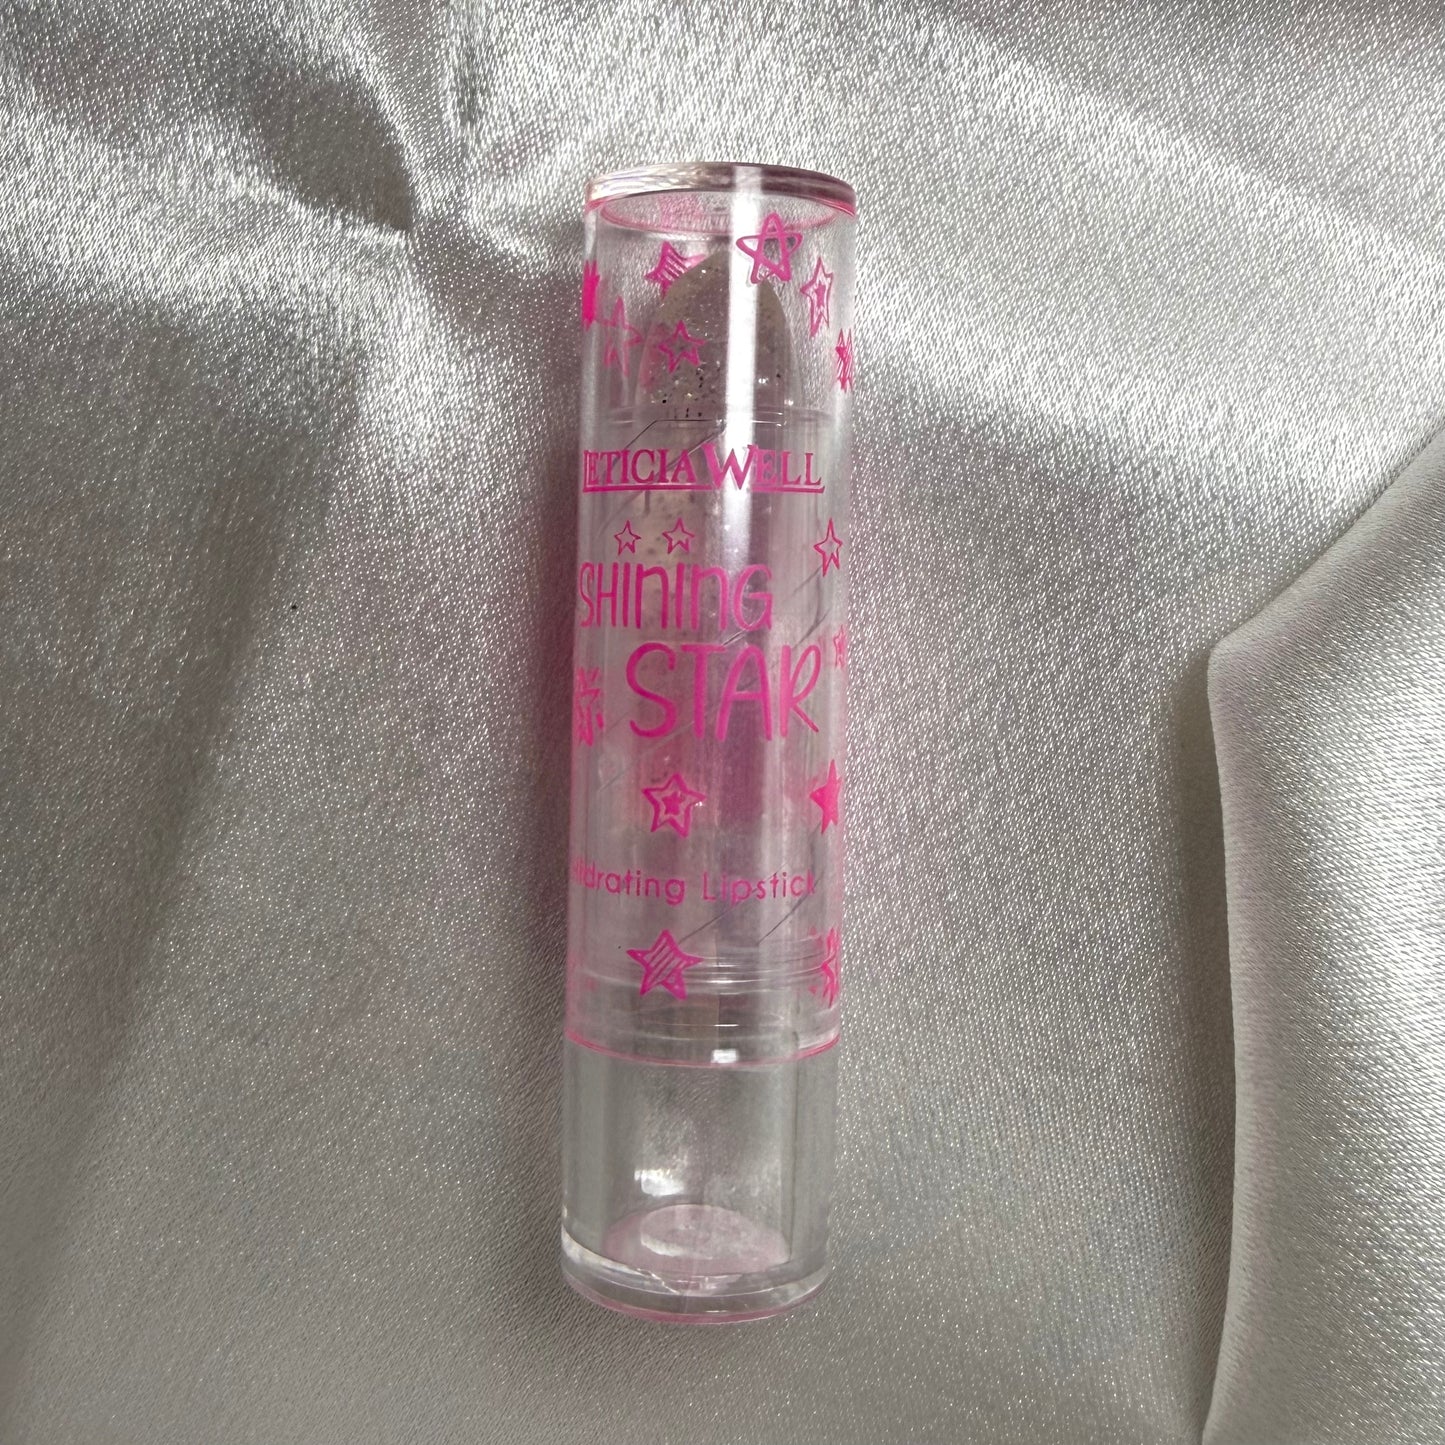 LETICIA WELL
SHINING
STAR
Hydrating Lipstick